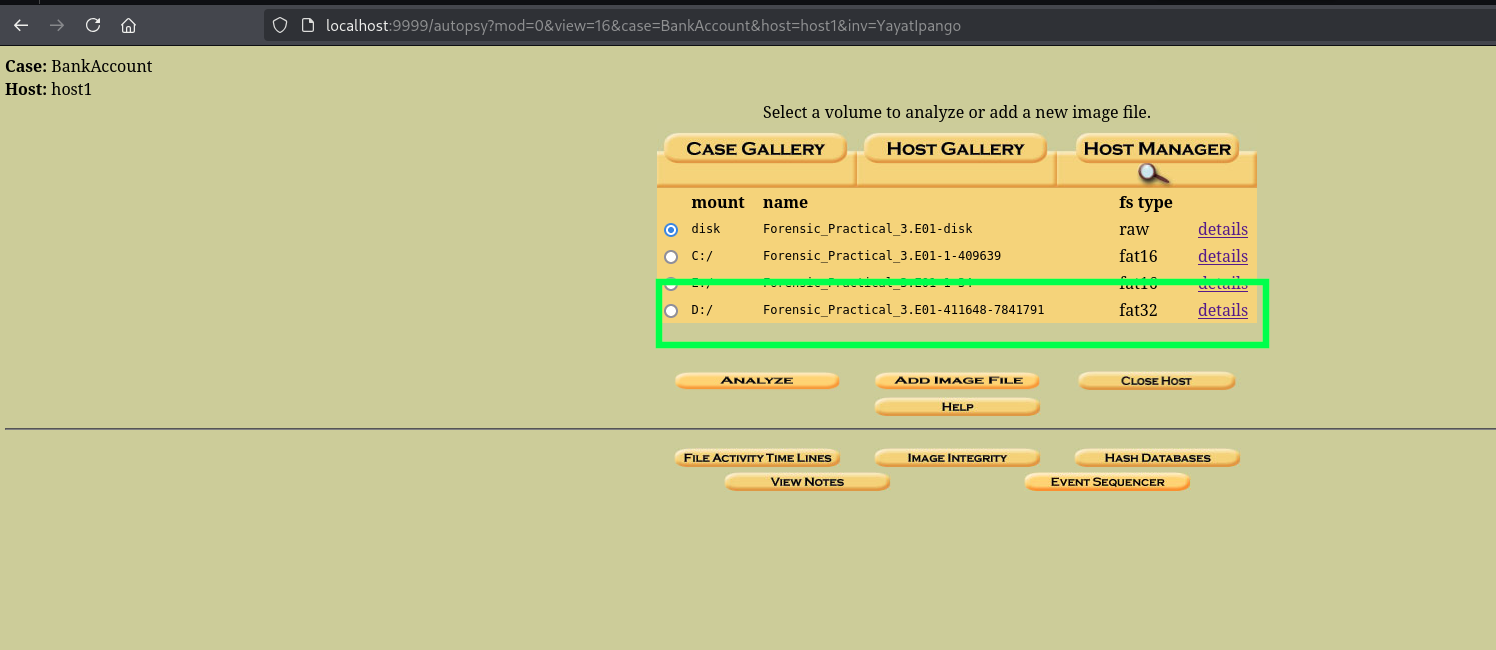 localhost:9999/autopsy?mod=0&view=16&case=BankAccount&host=host1&inv=YayatIpango
Case: BankAccount
Host: host1
Select a volume to analyze or add a new image file.
CASE GALLERY HOST GALLERY HOST MANAGER
mount name fs type
disk Forensic_Practical_3.E01-disk raw details
C:/ Forensic_Practical_3.E01-1-409639 fat16 details
fat16 details
D:/ Forensic_Practical_3.E01-411648-7841791 fat32 details
ANALYZE ADD IMAGE FILE CLOSE HOST
HELP
FILE ACTIVITY TIME LINES IMAGE INTEGRITY HASH DATABASES
VIEW NOTES EVENT SEQUENCER